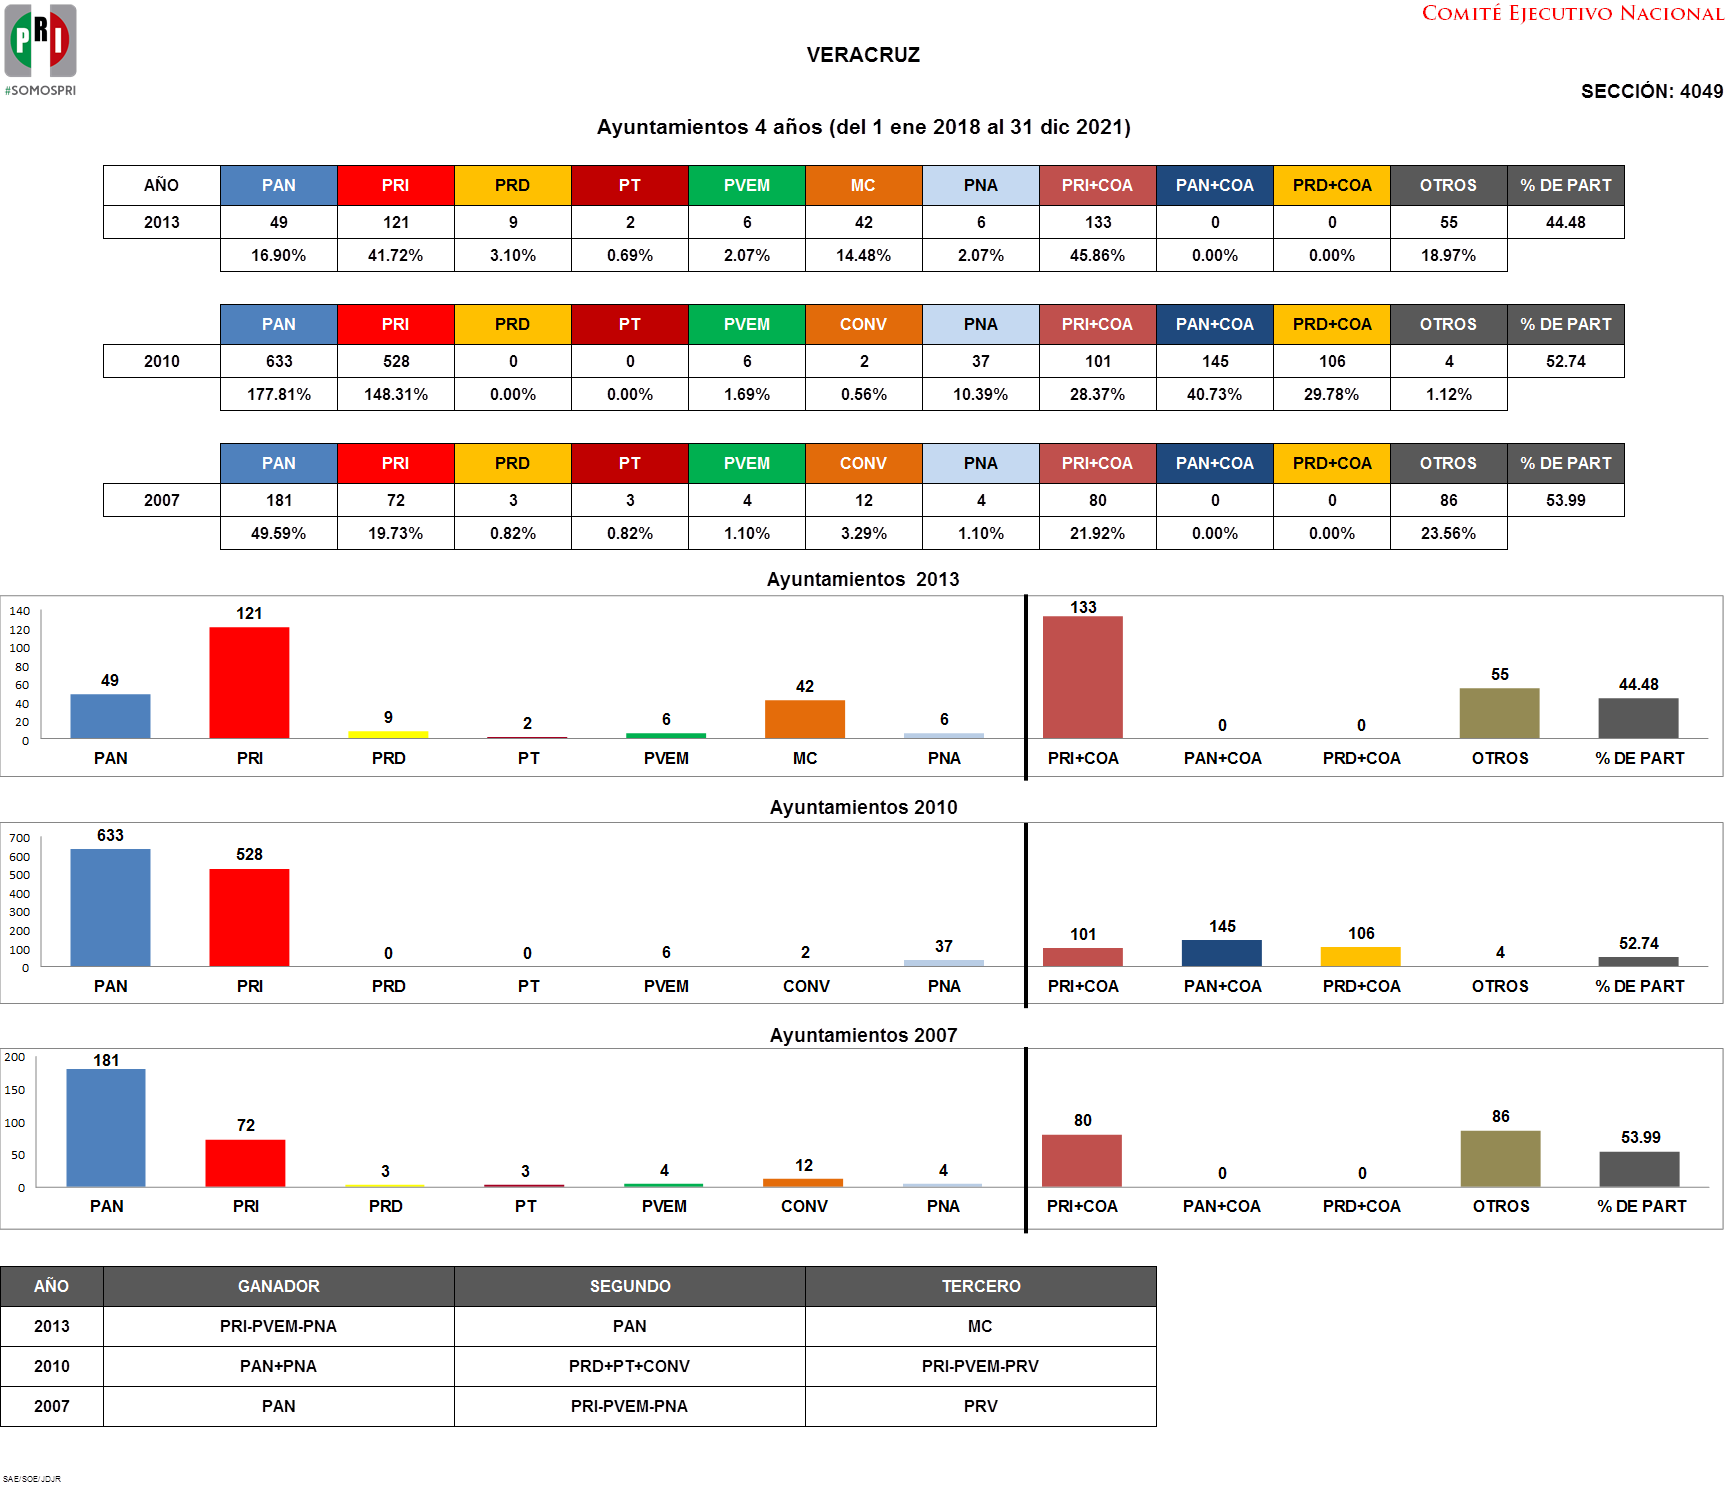 PRI
#SOMOSPRI
COMITÉ EJECUTIVO NACIONAL
VERACRUZ
SECCIÓN: 4049
Ayuntamientos 4 años (del 1 ene 2018 al 31 dic 2021)
AÑO PAN PRI PRD PT PVEM MC PNA PRI+COA PAN+COA PRD+COA OTROS % DE PART
2013 49 121 9 2 6 42 6 133 0 0 55 44.48
16.90% 41.72% 3.10% 0.69% 2.07% 14.48% 2.07% 45.86% 0.00% 0.00% 18.97%
PAN PRI PRD PT PVEM CONV PNA PRI+COA PAN+COA PRD+COA OTROS % DE PART
2010 633 528 0 0 6 2 37 101 145 106 4 52.74
177.81% 148.31% 0.00% 0.00% 1.69% 0.56% 10.39% 28.37% 40.73% 29.78% 1.12%
PAN PRI PRD PT PVEM CONV PNA PRI+COA PAN+COA PRD+COA OTROS % DE PART
2007 181 72 3 3 4 12 4 80 0 0 86 53.99
49.59% 19.73% 0.82% 0.82% 1.10% 3.29% 1.10% 21.92% 0.00% 0.00% 23.56%
Ayuntamientos 2013
140
120
100
80
60
40
20
0
49 121 9 2 6 42 6 133 0 0 55 44.48
PAN PRI PRD PT PVEM MC PNA PRI+COA PAN+COA PRD+COA OTROS % DE PART
Ayuntamientos 2010
700
600
500
400
300
200
100
0
633 528 0 0 6 2 37 101 145 106 4 52.74
PAN PRI PRD PT PVEM CONV PNA PRI+COA PAN+COA PRD+COA OTROS % DE PART
Ayuntamientos 2007
200
150
100
50
0
181 72 3 3 4 12 4 80 0 0 86 53.99
PAN PRI PRD PT PVEM CONV PNA PRI+COA PAN+COA PRD+COA OTROS % DE PART
AÑO GANADOR SEGUNDO TERCERO
2013 PRI-PVEM-PNA PAN MC
2010 PAN+PNA PRD+PT+CONV PRI-PVEM-PRV
2007 PAN PRI-PVEM-PNA PRV
SAE/SOE/JDJR